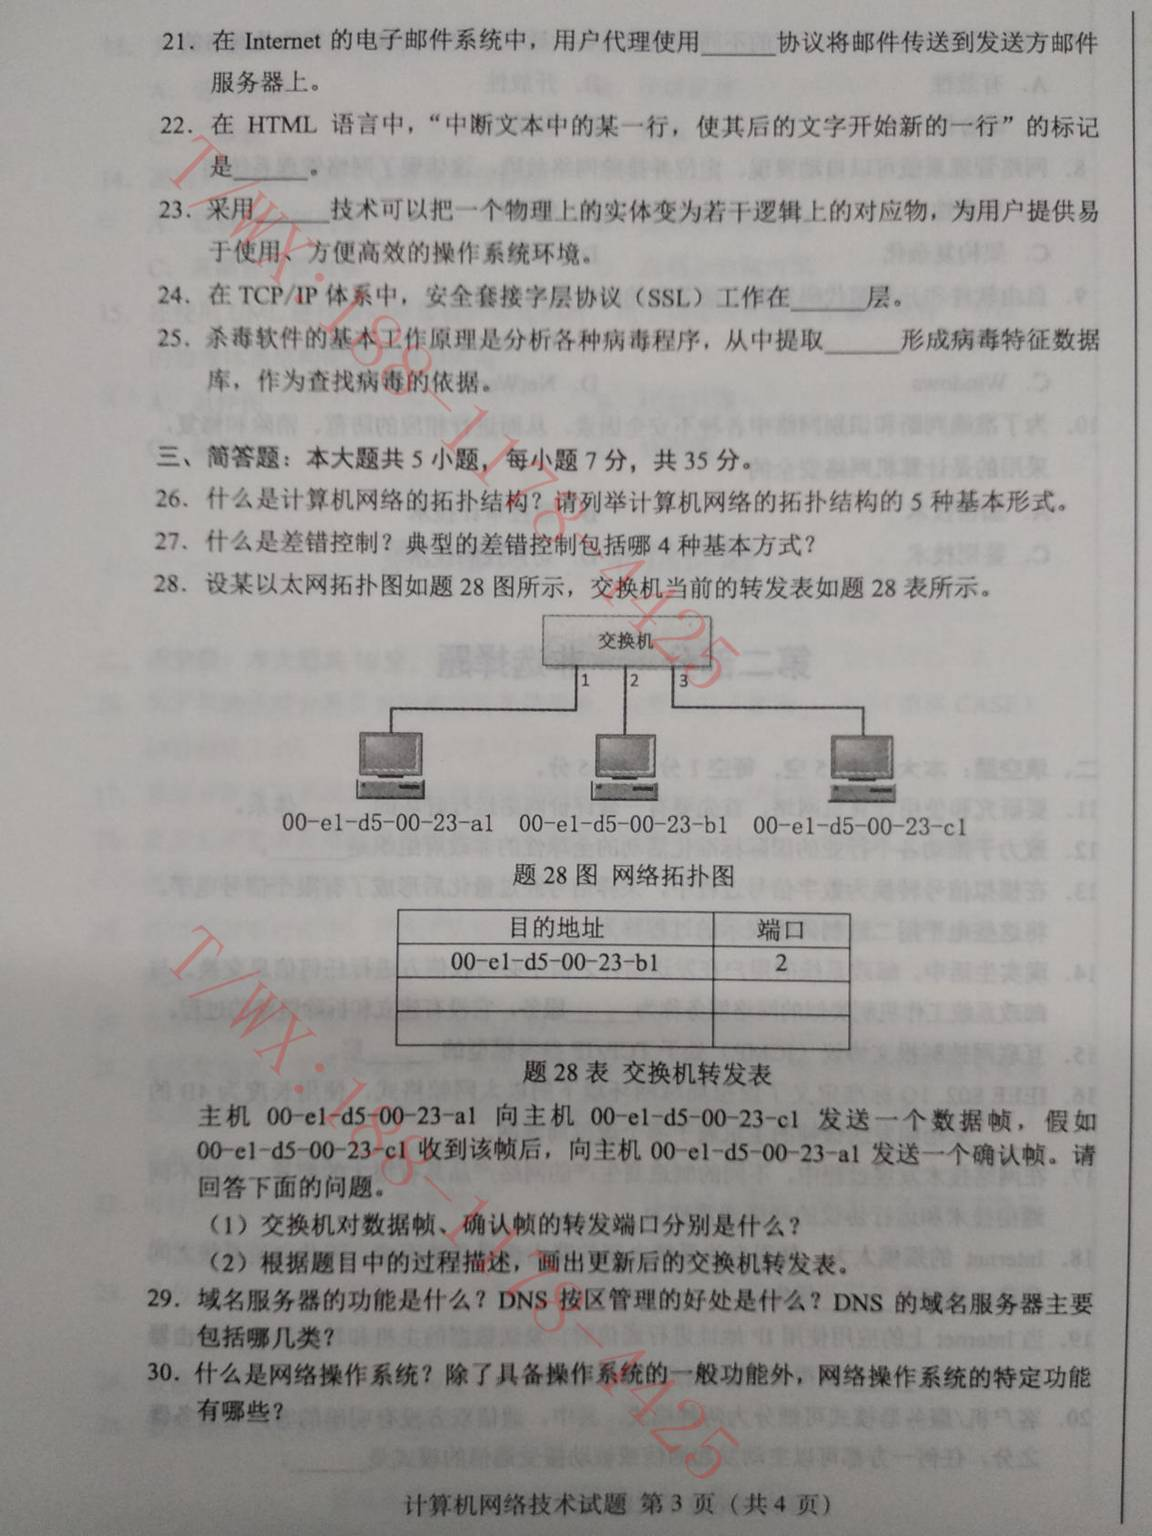 21．在 Internet 的电子邮件系统中，用户代理使用______协议将邮件传送到发送方邮件
服务器上。
22．在 HTML 语言中，“中断文本中的某一行，使其后的文字开始新的一行”的标记
是______。
23．采用______技术可以把一个物理上的实体变为若干逻辑上的对应物，为用户提供易
于使用、方便高效的操作系统环境。
24．在 TCP/IP 体系中，安全套接字层协议（SSL）工作在______层。
25．杀毒软件的基本工作原理是分析各种病毒程序，从中提取______形成病毒特征数据
库，作为查找病毒的依据。
三、简答题：本大题共 5 小题，每小题 7 分，共 35 分。
26．什么是计算机网络的拓扑结构？请列举计算机网络的拓扑结构的 5 种基本形式。
27．什么是差错控制？典型的差错控制包括哪 4 种基本方式？
28．设某以太网拓扑图如题 28 图所示，交换机当前的转发表如题 28 表所示。
交换机
1 2 3
00-e1-d5-00-23-a1 00-e1-d5-00-23-b1 00-e1-d5-00-23-c1
题 28 图 网络拓扑图
目的地址 端口
00-e1-d5-00-23-b1 2
题 28 表 交换机转发表
主机 00-e1-d5-00-23-a1 向主机 00-e1-d5-00-23-c1 发送一个数据帧，假如
00-e1-d5-00-23-c1 收到该帧后，向主机 00-e1-d5-00-23-a1 发送一个确认帧。请
回答下面的问题。
（1）交换机对数据帧、确认帧的转发端口分别是什么？
（2）根据题目中的过程描述，画出更新后的交换机转发表。
29．域名服务器的功能是什么？DNS 按区管理的好处是什么？DNS 的域名服务器主要
包括哪几类？
30．什么是网络操作系统？除了具备操作系统的一般功能外，网络操作系统的特定功能
有哪些？
计算机网络技术试题 第 3 页（共 4 页）
T/WX:188-1178-4425
T/WX:188-1178-4425